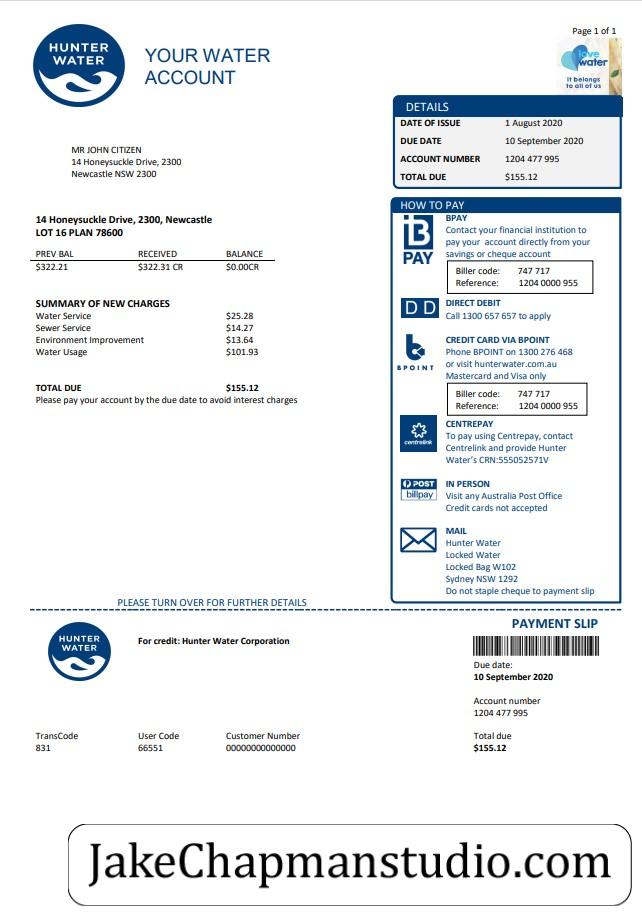 Page 1 of 1
HUNTER
WATER
YOUR WATER
ACCOUNT
love
water
it belongs
to all of us
DETAILS
DATE OF ISSUE 1 August 2020
DUE DATE 10 September 2020
ACCOUNT NUMBER 1204 477 995
TOTAL DUE $155.12
MR JOHN CITIZEN
14 Honeysuckle Drive, 2300
Newcastle NSW 2300
14 Honeysuckle Drive, 2300, Newcastle
LOT 16 PLAN 78600
PREV BAL RECEIVED BALANCE
$322.21 $322.31 CR $0.00CR
SUMMARY OF NEW CHARGES
Water Service $25.28
Sewer Service $14.27
Environment Improvement $13.64
Water Usage $101.93
TOTAL DUE $155.12
Please pay your account by the due date to avoid interest charges
HOW TO PAY
B
PAY
BPAY
Contact your financial institution to
pay your account directly from your
savings or cheque account
Biller code: 747 717
Reference: 1204 0000 955
D D
DIRECT DEBIT
Call 1300 657 657 to apply
b
BPOINT
CREDIT CARD VIA BPOINT
Phone BPOINT on 1300 276 468
or visit hunterwater.com.au
Mastercard and Visa only
Biller code: 747 717
Reference: 1204 0000 955
centrelink
CENTREPAY
To pay using Centrepay, contact
Centrelink and provide Hunter
Water's CRN:555052571V
POST
billpay
IN PERSON
Visit any Australia Post Office
Credit cards not accepted
MAIL
Hunter Water
Locked Water
Locked Bag W102
Sydney NSW 1292
Do not staple cheque to payment slip
PLEASE TURN OVER FOR FURTHER DETAILS
HUNTER
WATER
For credit: Hunter Water Corporation
PAYMENT SLIP
Due date:
10 September 2020
Account number
1204 477 995
TransCode User Code Customer Number Total due
831 66551 00000000000000 $155.12
JakeChapmanstudio.com